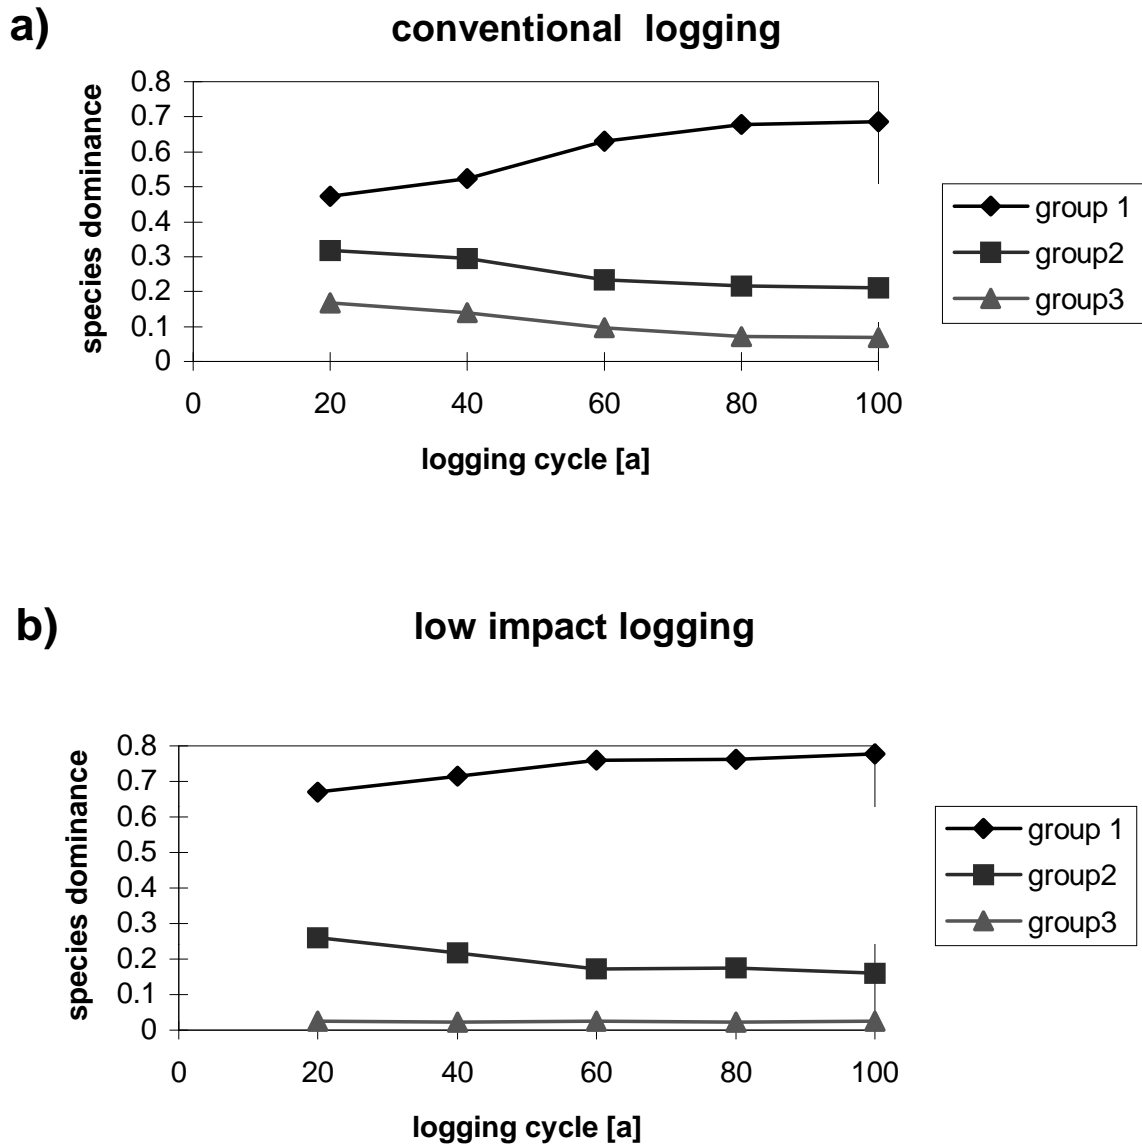 a)
conventional logging
species dominance
0.8
0.7
0.6
0.5
0.4
0.3
0.2
0.1
0
0 20 40 60 80 100
logging cycle [a]
group 1
group2
group3
b)
low impact logging
species dominance
0.8
0.7
0.6
0.5
0.4
0.3
0.2
0.1
0
0 20 40 60 80 100
logging cycle [a]
group 1
group2
group3